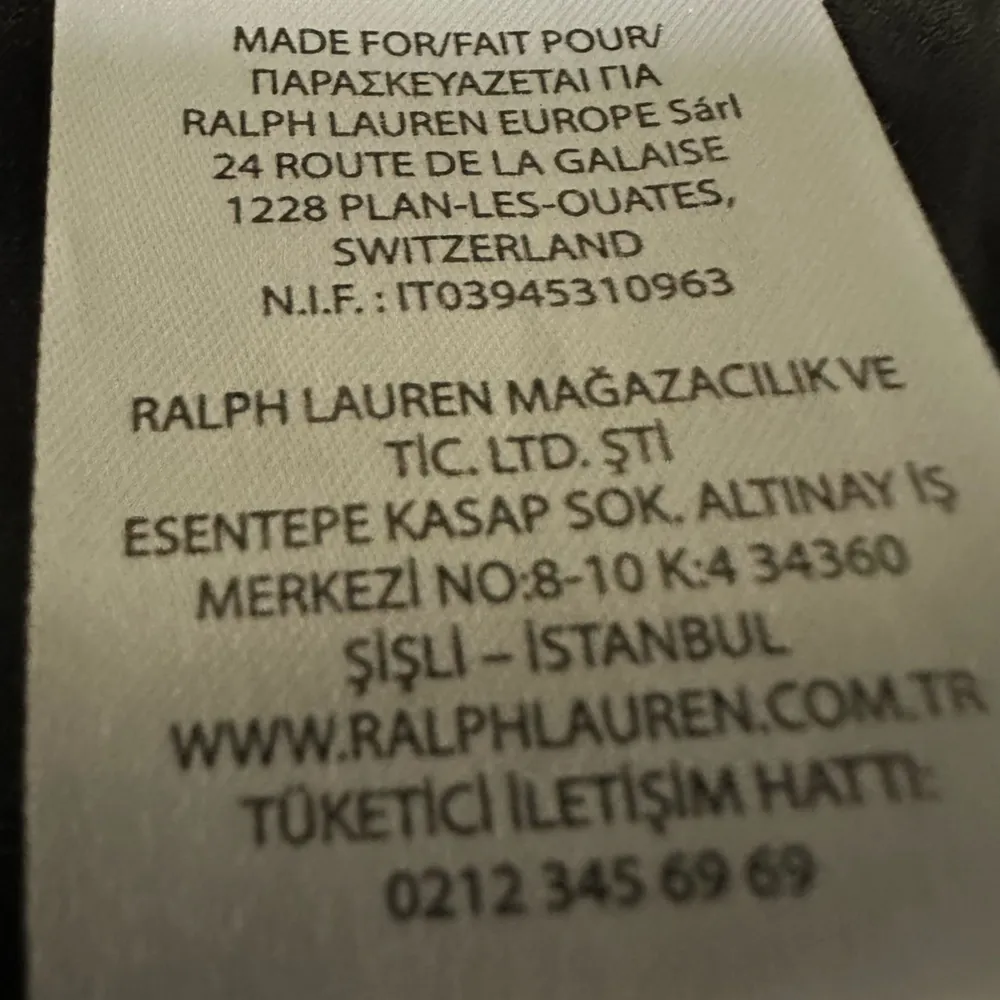 MADE FOR/FAIT POUR/
ΠΑΡΑΣΚΕΥΑΖΕΤΑΙ ΓΙΑ
RALPH LAUREN EUROPE Sárl
24 ROUTE DE LA GALAISE
1228 PLAN-LES-OUATES,
SWITZERLAND
N.I.F. : IT03945310963
RALPH LAUREN MAĞAZACILIK VE
TİC. LTD. ŞTİ
ESENTEPE KASAP SOK. ALTINAY İŞ
MERKEZİ NO:8-10 K:4 34360
ŞİŞLİ – İSTANBUL
WWW.RALPHLAUREN.COM.TR
TÜKETİCİ İLETİŞİM HATTI:
0212 345 69 69